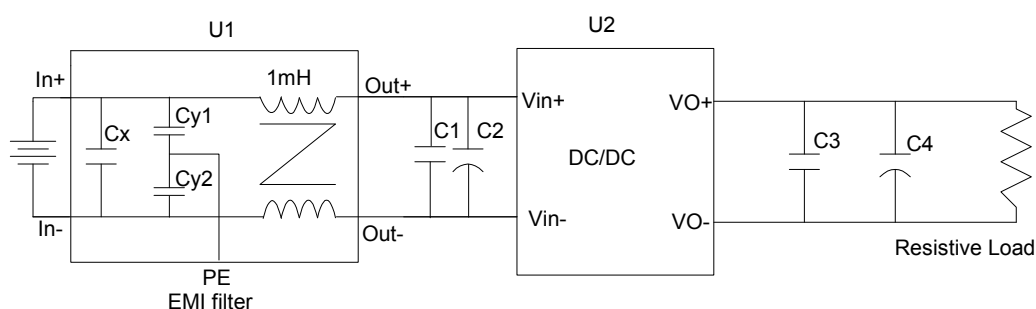 U1
U2
In+
1mH
Out+
Cx
Cy1
Cy2
C1
C2
Vin+
DC/DC
VO+
C3
C4
In-
Out-
Vin-
VO-
Resistive Load
PE
EMI filter